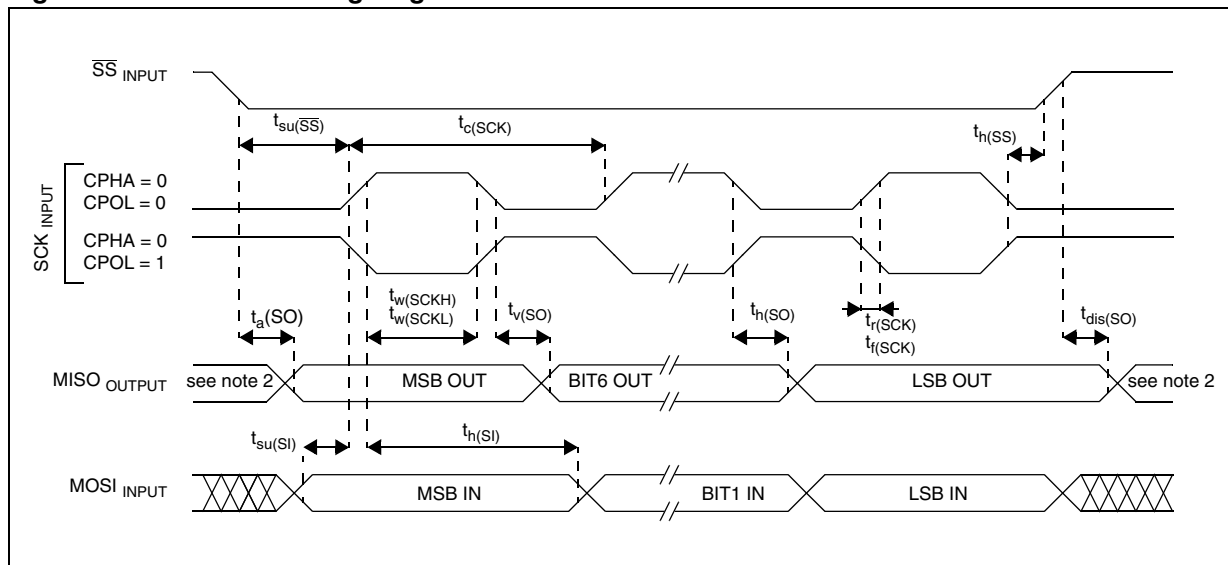 SS INPUT
tsu(SS)
tc(SCK)
th(SS)
SCK INPUT
CPHA = 0
CPOL = 0
CPHA = 0
CPOL = 1
ta(SO)
tw(SCKH)
tw(SCKL)
tv(SO)
th(SO)
tr(SCK)
tf(SCK)
tdis(SO)
MISO OUTPUT
see note 2
MSB OUT
BIT6 OUT
LSB OUT
see note 2
tsu(SI)
th(SI)
MOSI INPUT
MSB IN
BIT1 IN
LSB IN